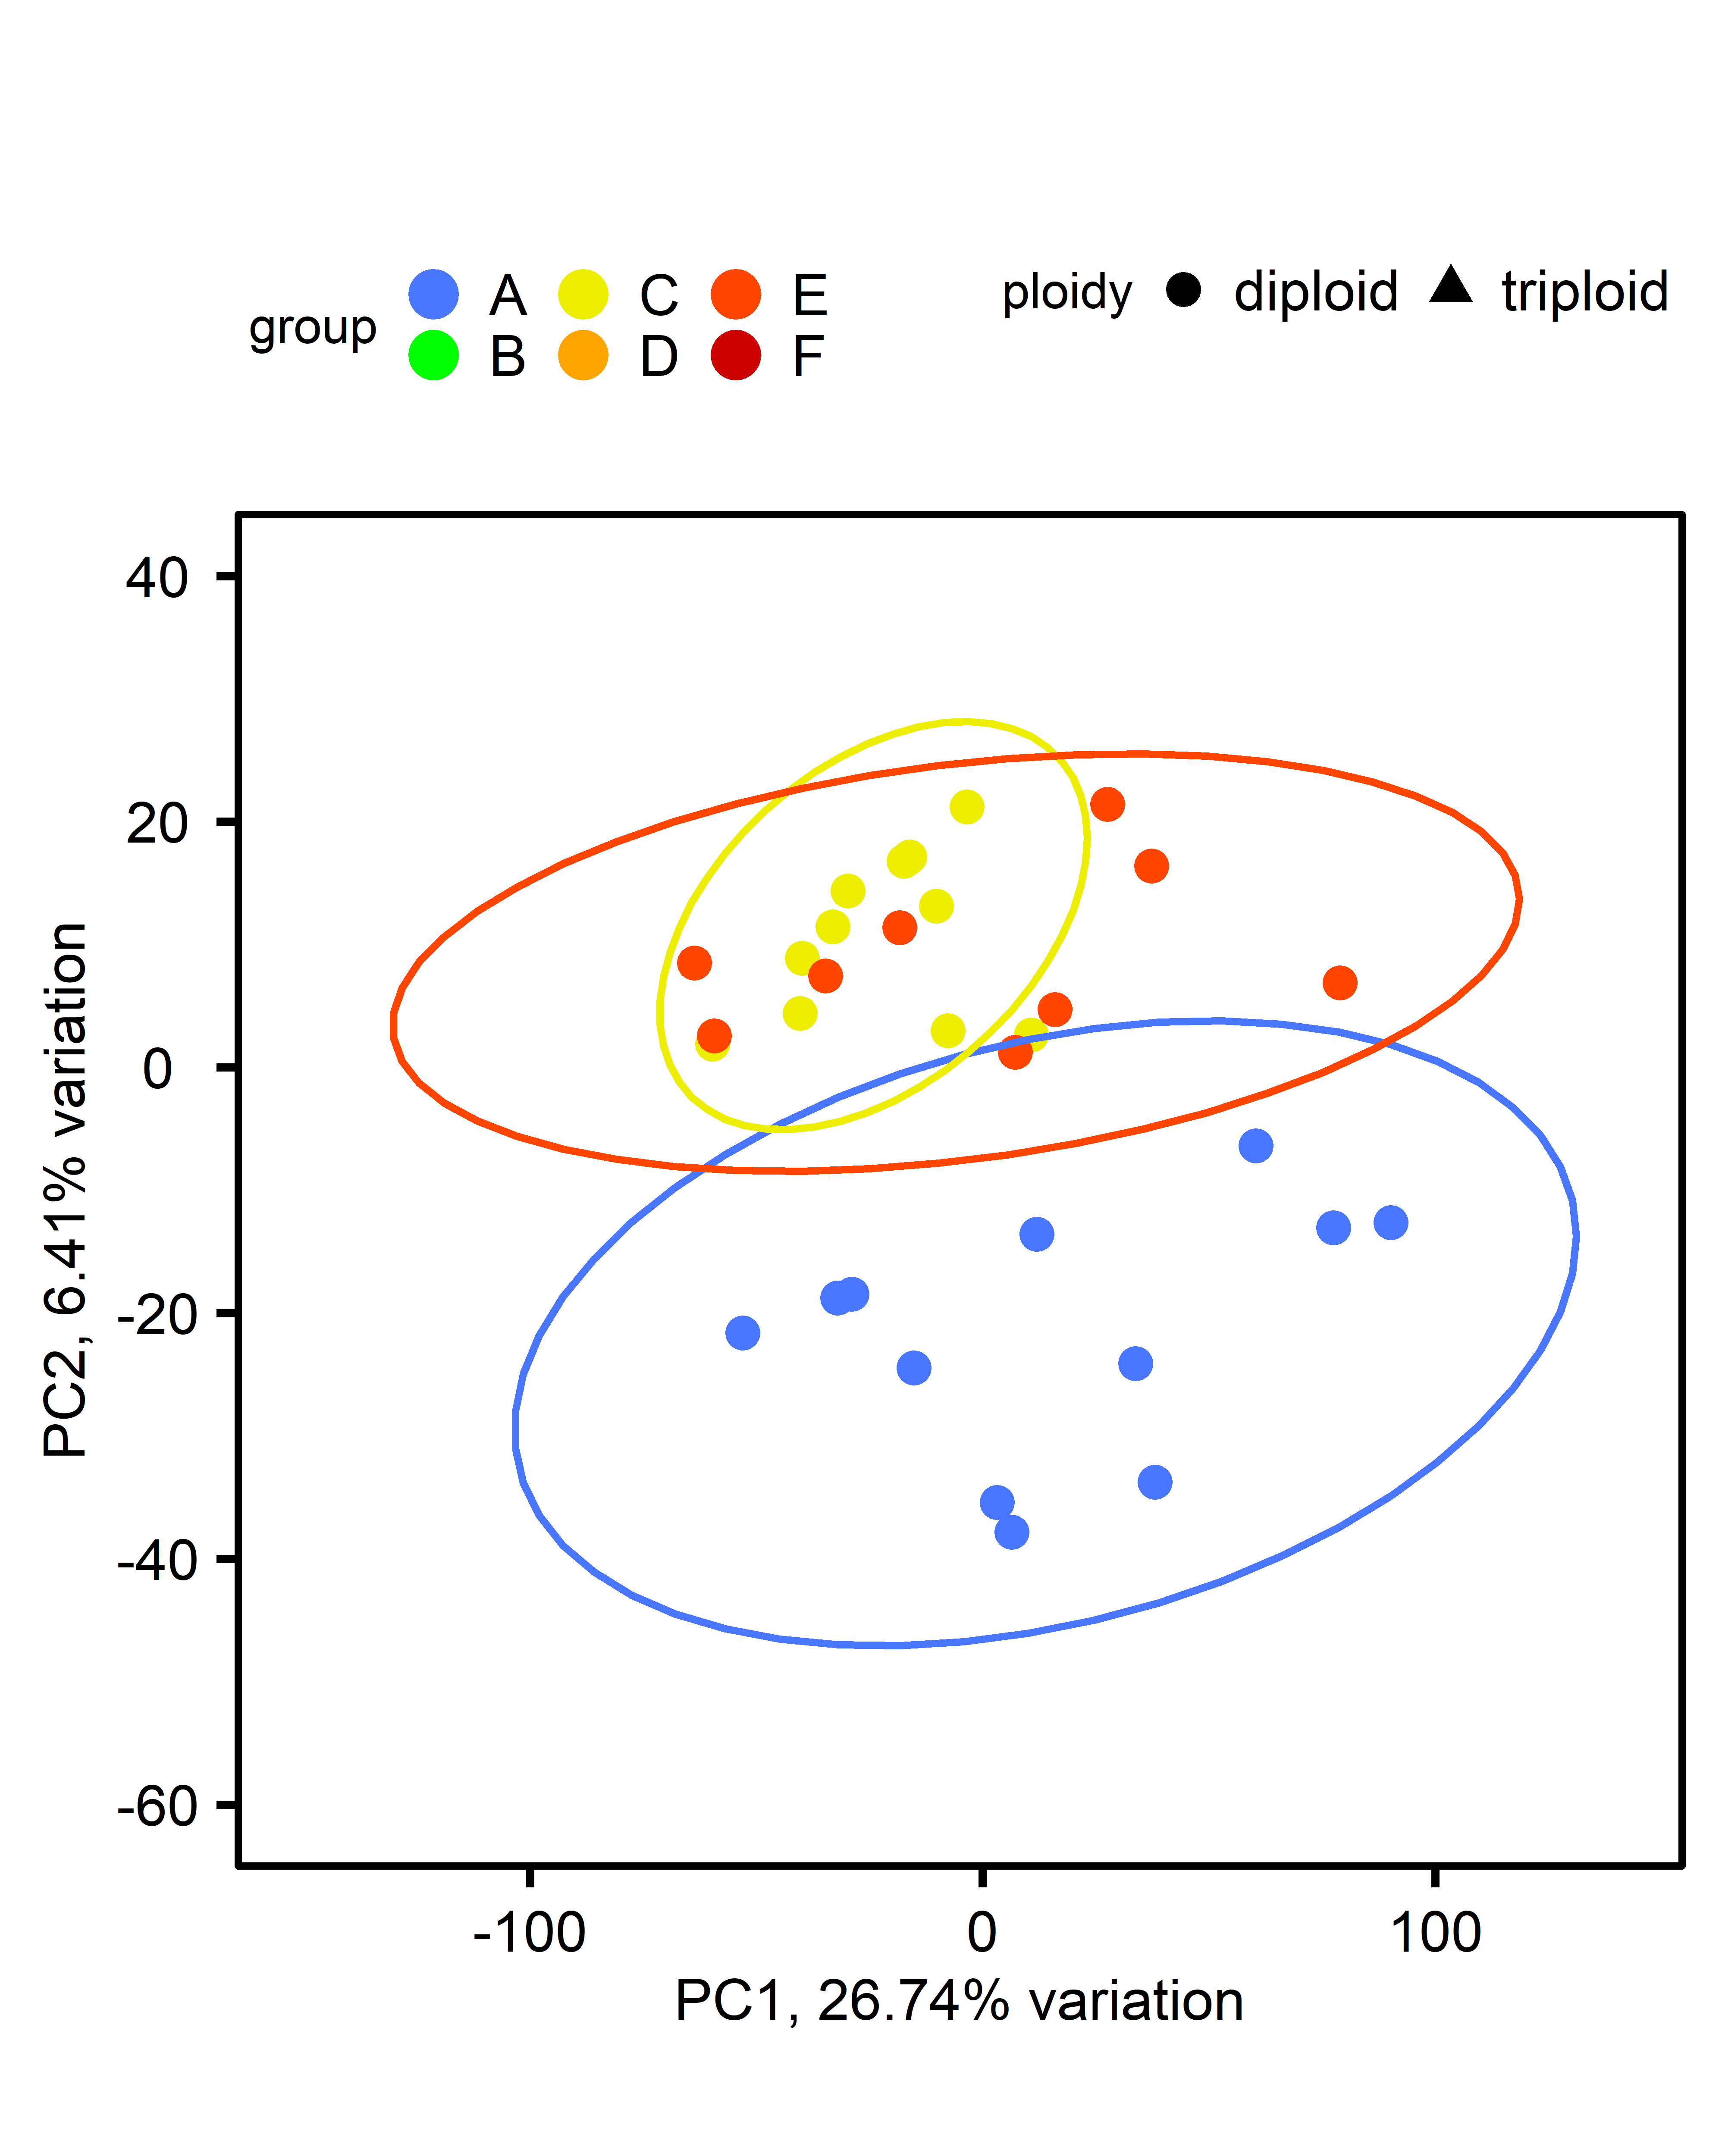 group
A C E
B D F
ploidy diploid triploid
40
20
0
-20
-40
-60
PC2, 6.41% variation
-100 0 100
PC1, 26.74% variation